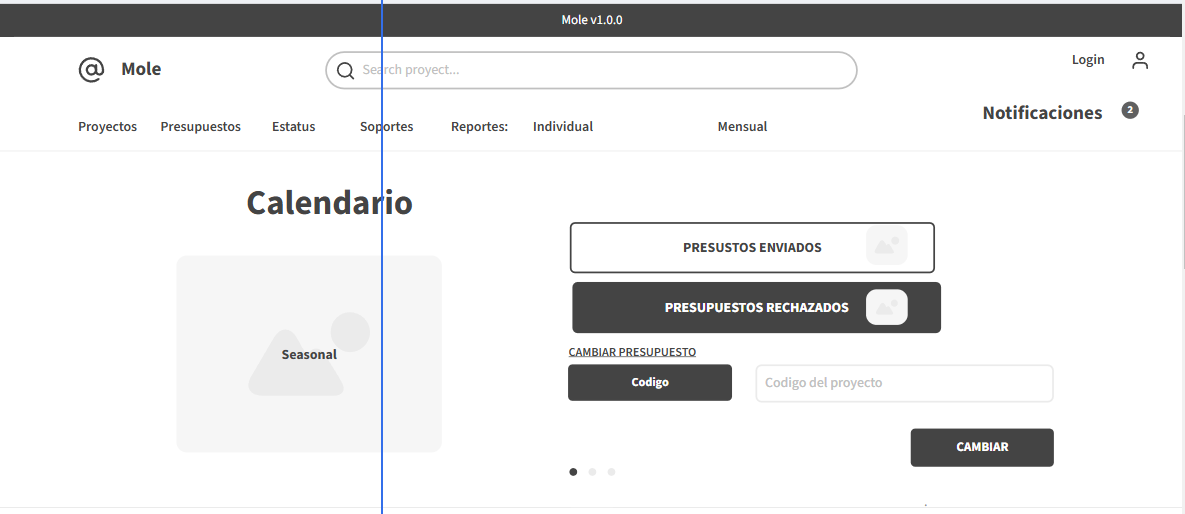 Mole v1.0.0
@ Mole
Search proyect...
Login
Notificaciones 2
Proyectos Presupuestos Estatus Soportes Reportes: Individual Mensual
Calendario
PRESUSTOS ENVIADOS
PRESUPUESTOS RECHAZADOS
Seasonal
CAMBIAR PRESUPUESTO
Codigo Codigo del proyecto
CAMBIAR